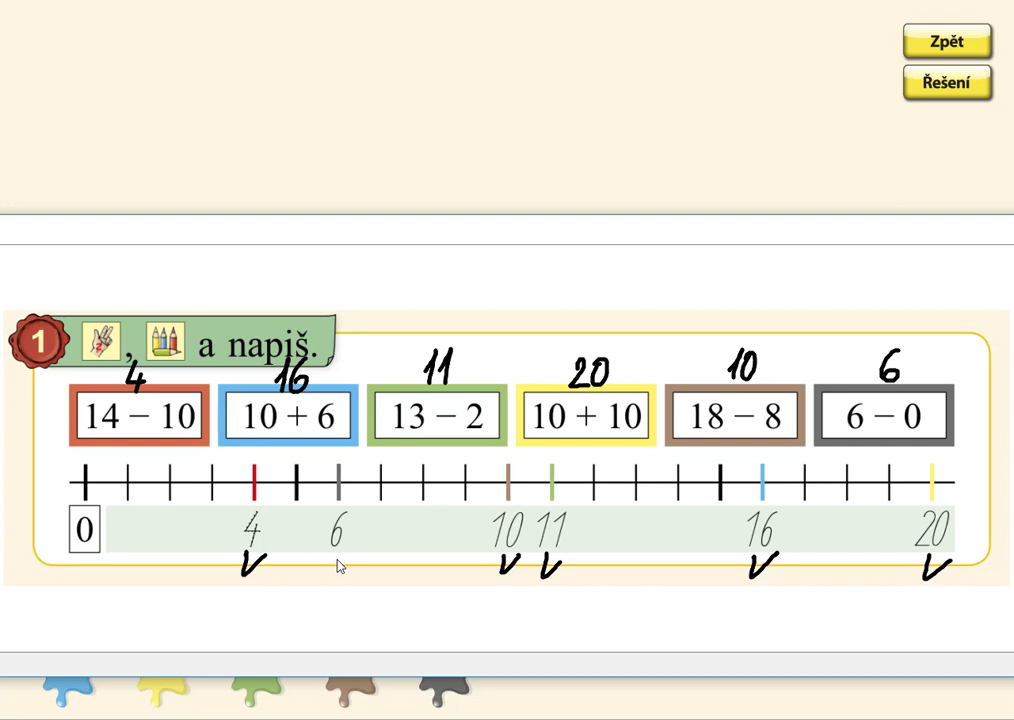 Zpět
Řešení
1 , a napiš.
4 16 11 20 10 6
14 − 10 10 + 6 13 − 2 10 + 10 18 − 8 6 − 0
0 4 6 10 11 16 20